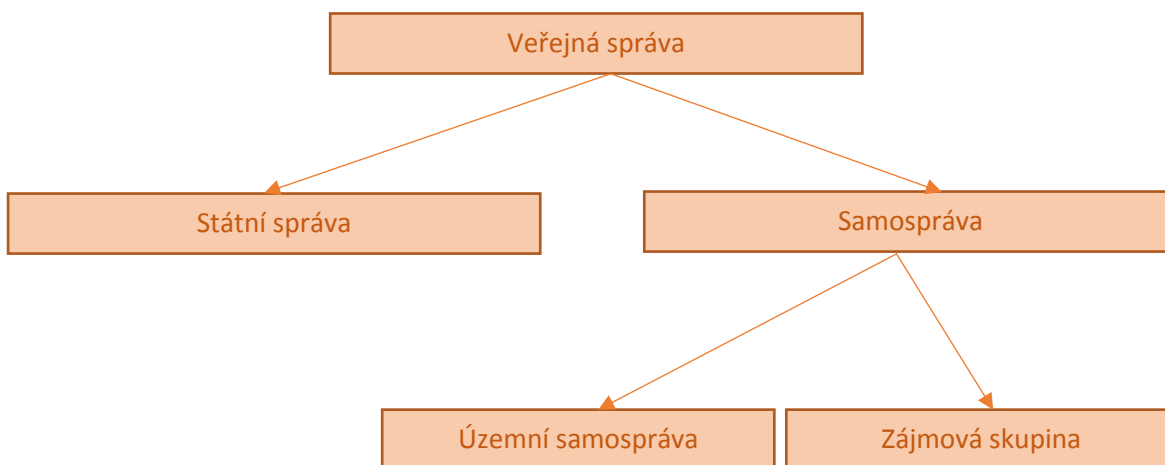 Veřejná správa
Státní správa
Samospráva
Územní samospráva
Zájmová skupina